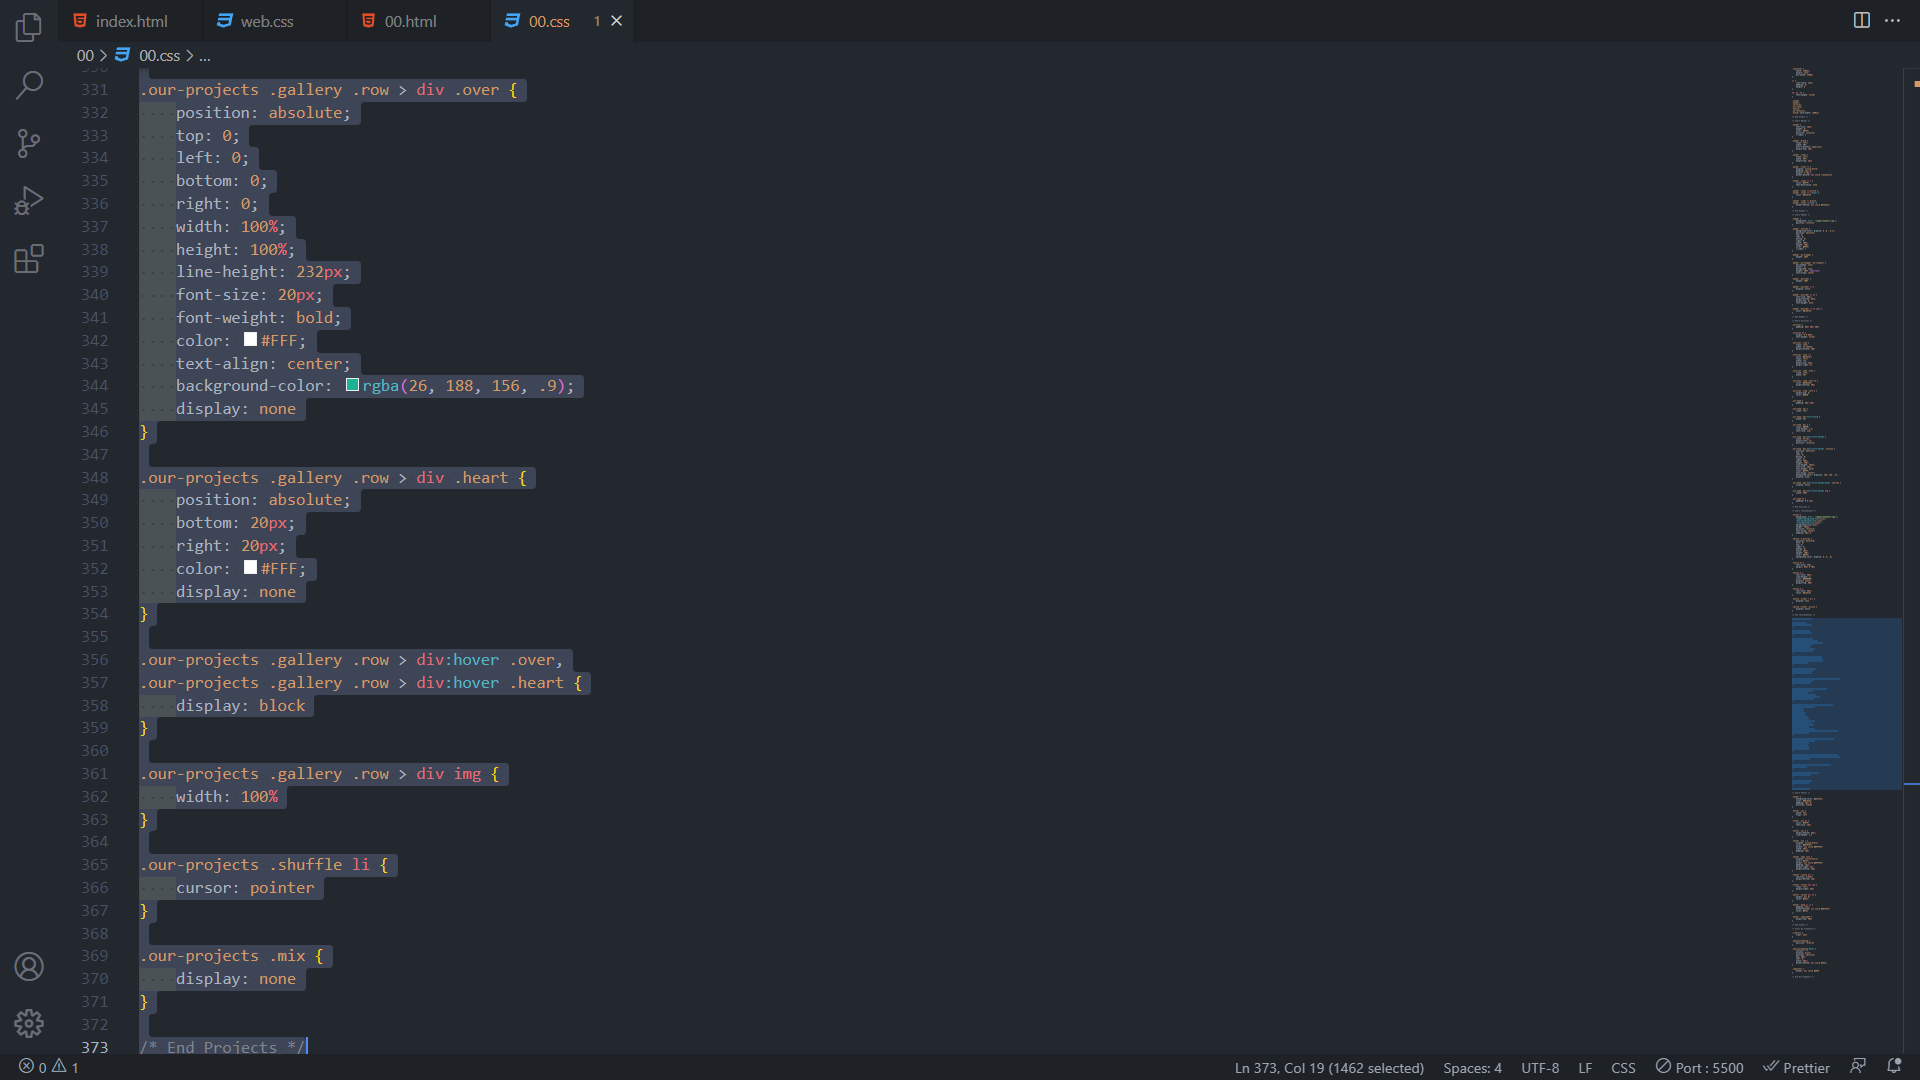 index.html
web.css
00.html
00.css 1
00 > 00.css > ...
331 .our-projects .gallery .row > div .over {
332 position: absolute;
333 top: 0;
334 left: 0;
335 bottom: 0;
336 right: 0;
337 width: 100%;
338 height: 100%;
339 line-height: 232px;
340 font-size: 20px;
341 font-weight: bold;
342 color: #FFF;
343 text-align: center;
344 background-color: rgba(26, 188, 156, .9);
345 display: none
346 }
347
348 .our-projects .gallery .row > div .heart {
349 position: absolute;
350 bottom: 20px;
351 right: 20px;
352 color: #FFF;
353 display: none
354 }
355
356 .our-projects .gallery .row > div:hover .over,
357 .our-projects .gallery .row > div:hover .heart {
358 display: block
359 }
360
361 .our-projects .gallery .row > div img {
362 width: 100%
363 }
364
365 .our-projects .shuffle li {
366 cursor: pointer
367 }
368
369 .our-projects .mix {
370 display: none
371 }
372
373 /* End Projects */
0 1 Ln 373, Col 19 (1462 selected) Spaces: 4 UTF-8 LF CSS Port : 5500 Prettier